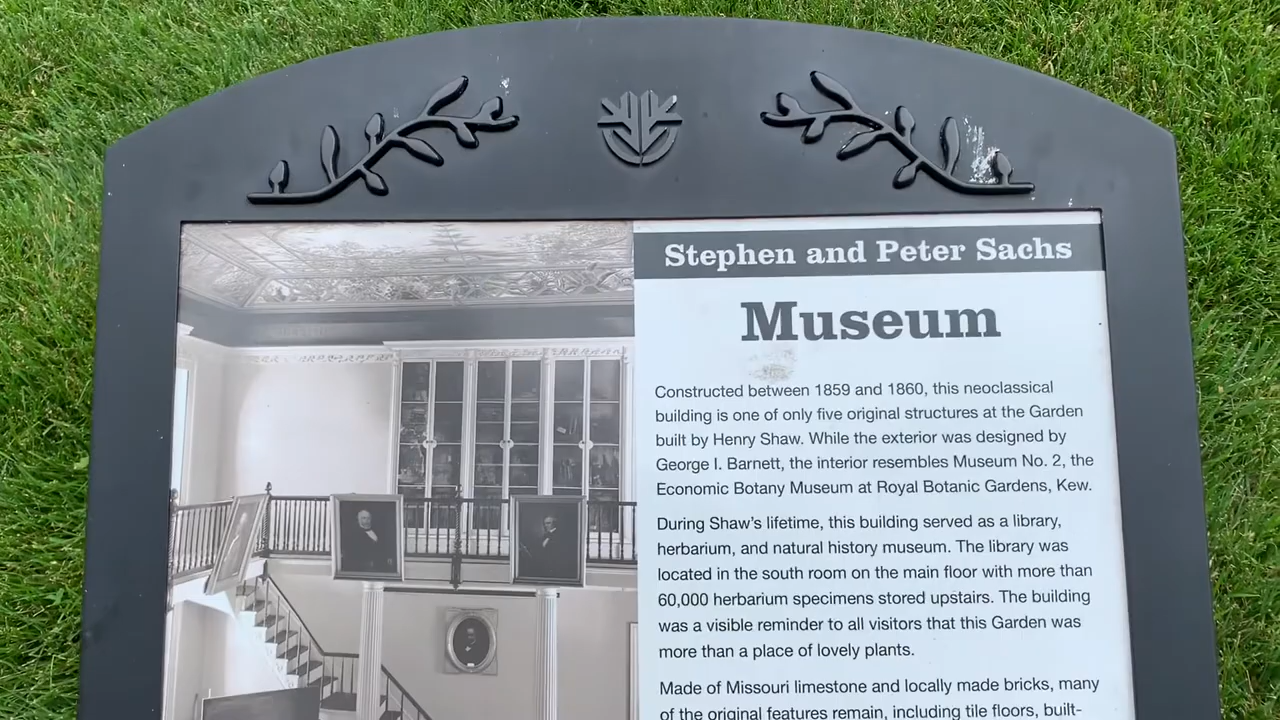 Stephen and Peter Sachs
Museum
Constructed between 1859 and 1860, this neoclassical
building is one of only five original structures at the Garden
built by Henry Shaw. While the exterior was designed by
George I. Barnett, the interior resembles Museum No. 2, the
Economic Botany Museum at Royal Botanic Gardens, Kew.
During Shaw's lifetime, this building served as a library,
herbarium, and natural history museum. The library was
located in the south room on the main floor with more than
60,000 herbarium specimens stored upstairs. The building
was a visible reminder to all visitors that this Garden was
more than a place of lovely plants.
Made of Missouri limestone and locally made bricks, many
of the original features remain, including tile floors, built-